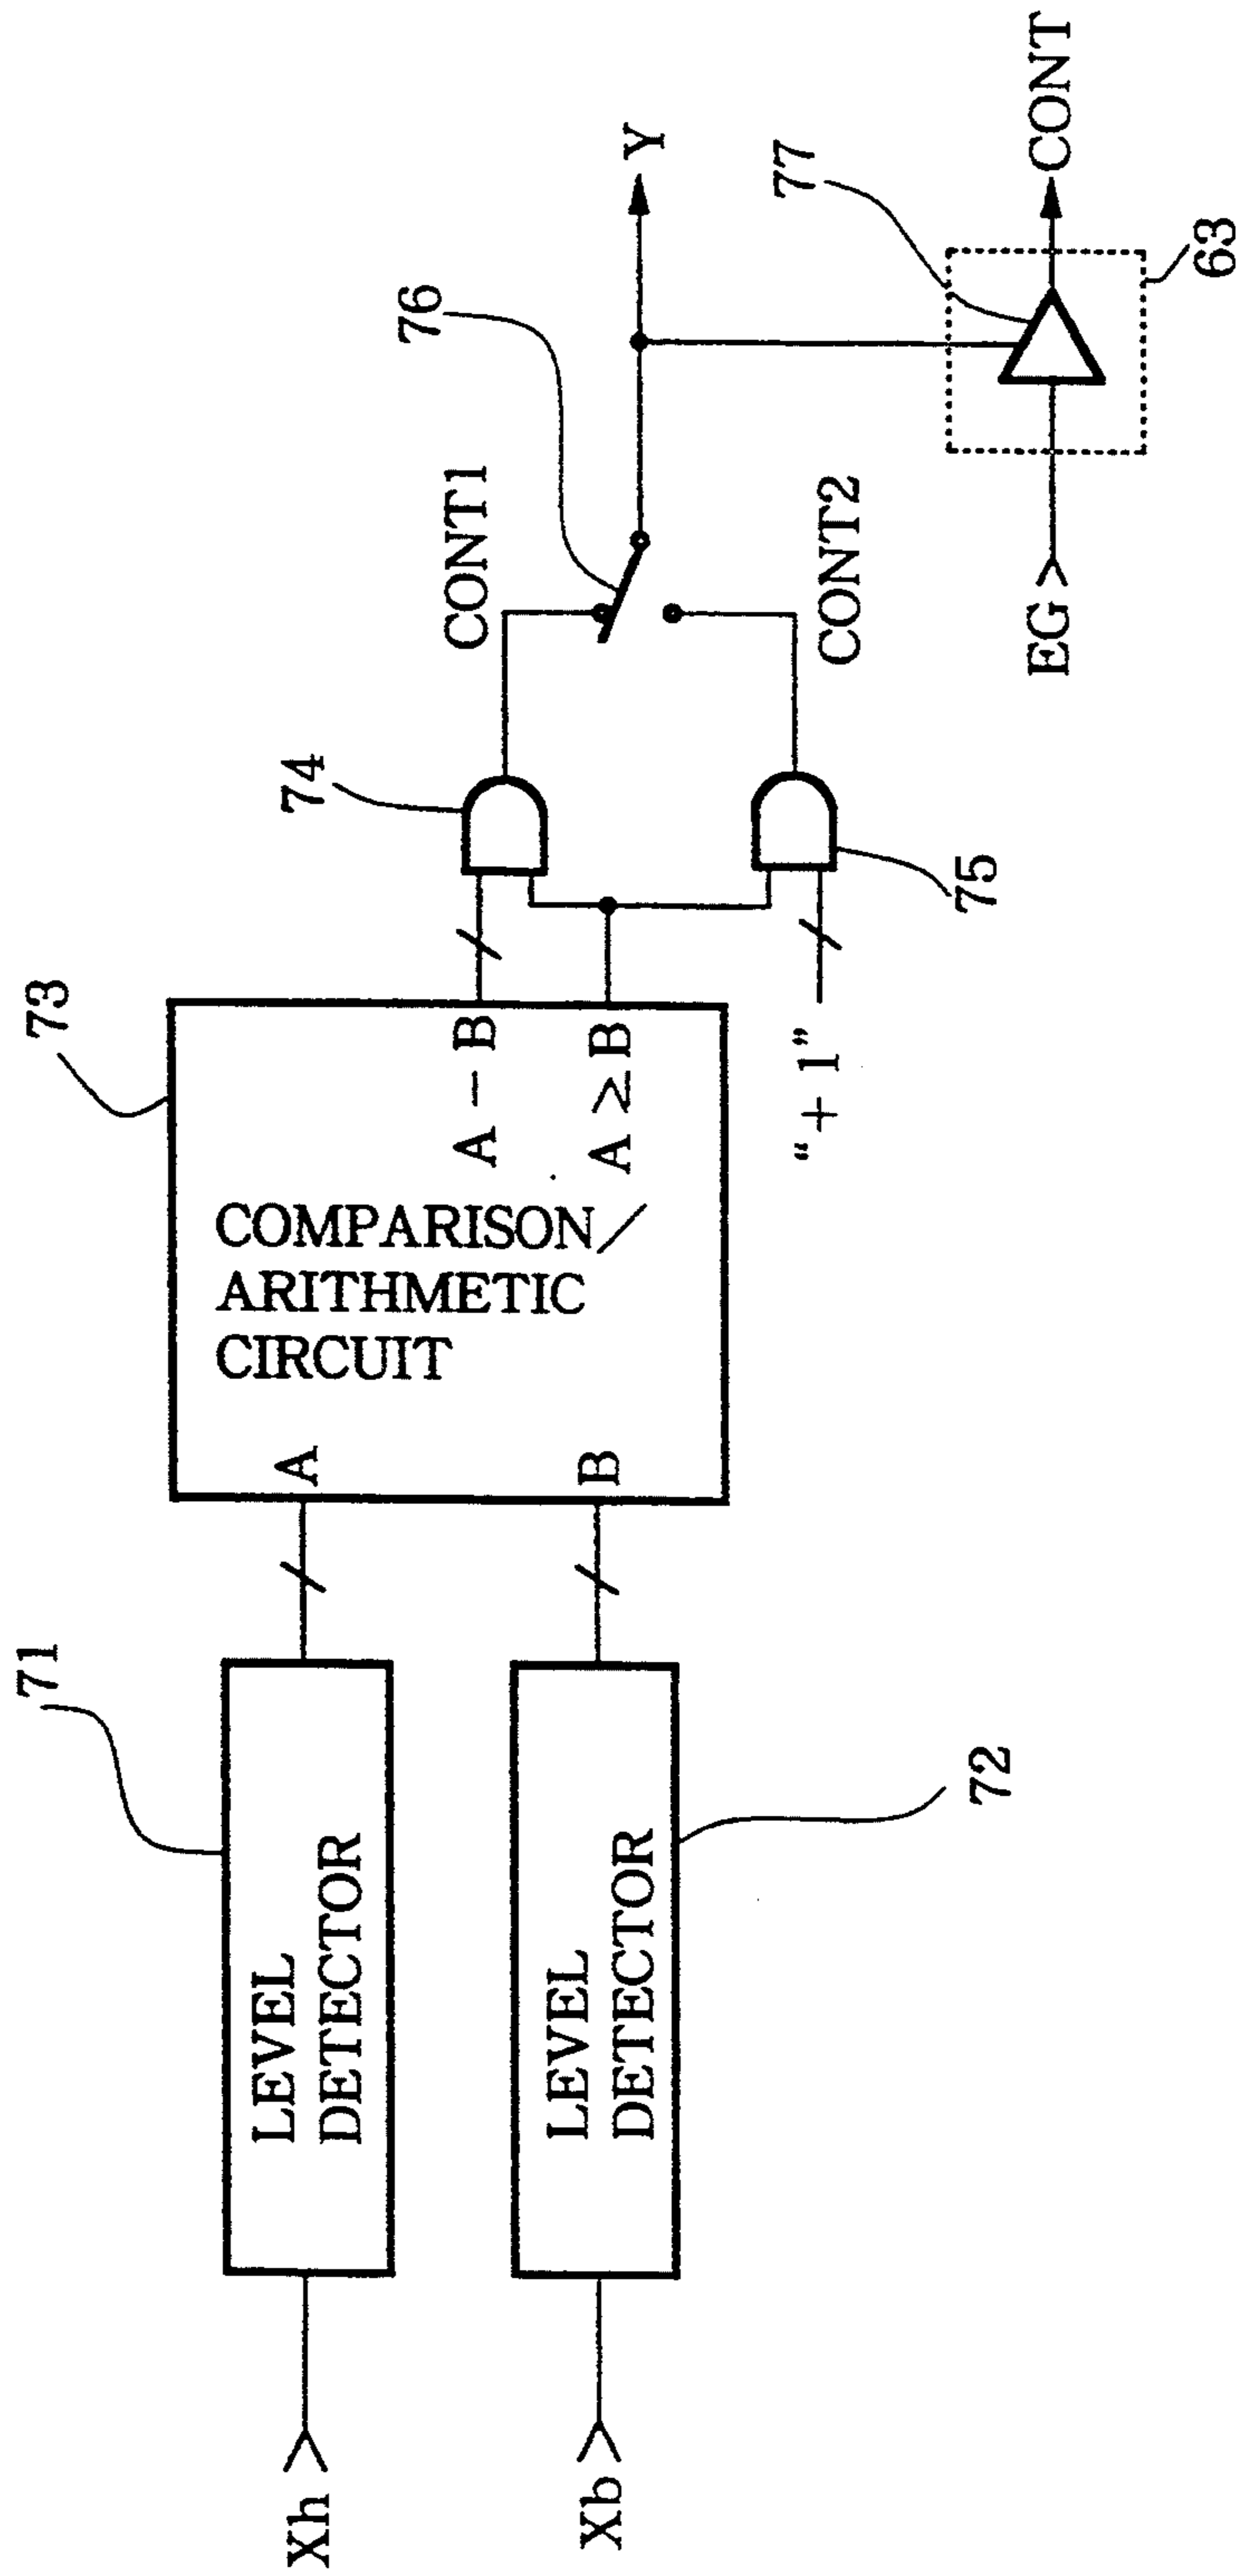 Xh
Xb
71
LEVEL
DETECTOR
LEVEL
DETECTOR
72
73
A
B
COMPARISON/
ARITHMETIC
CIRCUIT
A - B
A ≥ B
"+ 1"
74
75
CONT1
CONT2
76
Y
EG
77
CONT
63